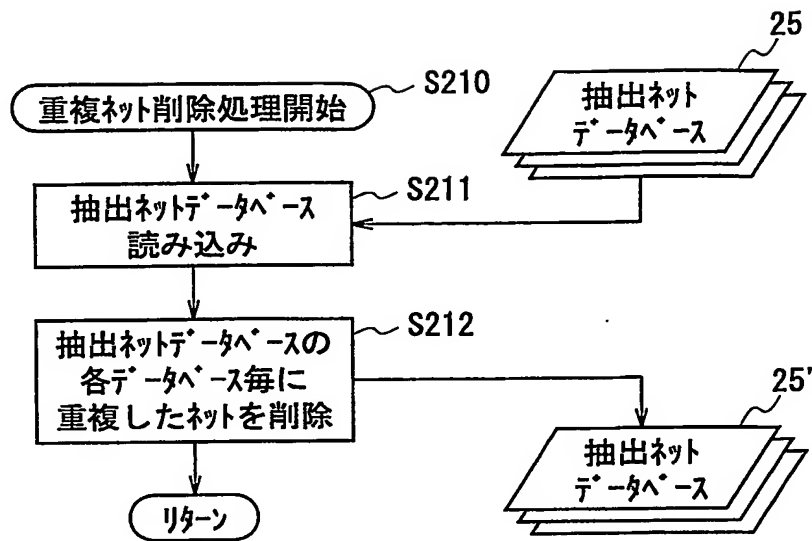 25
抽出ネット
データベース
S210
重複ネット削除処理開始
S211
抽出ネットデータベース
読み込み
S212
抽出ネットデータベースの
各データベース毎に
重複したネットを削除
25'
抽出ネット
データベース
リターン